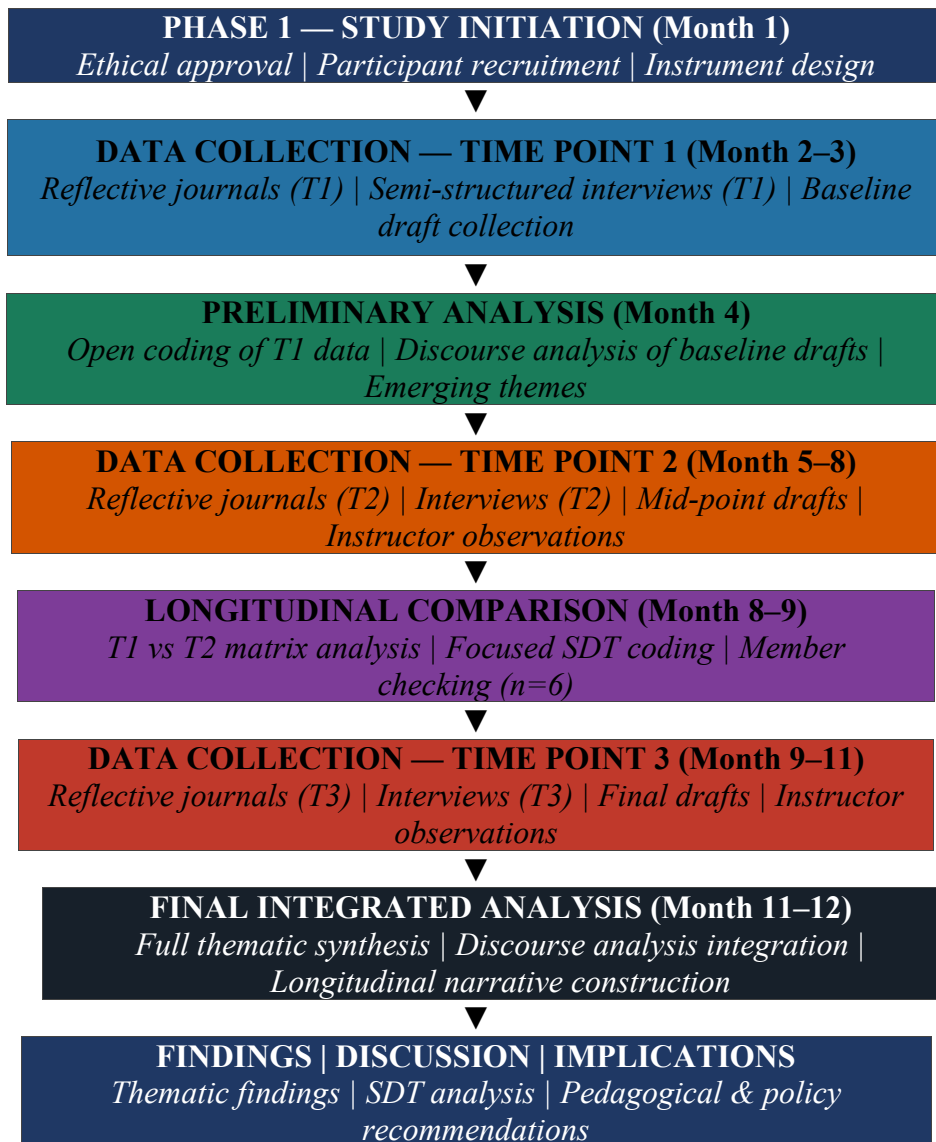 PHASE 1 — STUDY INITIATION (Month 1)
Ethical approval | Participant recruitment | Instrument design
DATA COLLECTION — TIME POINT 1 (Month 2–3)
Reflective journals (T1) | Semi-structured interviews (T1) | Baseline
draft collection
PRELIMINARY ANALYSIS (Month 4)
Open coding of T1 data | Discourse analysis of baseline drafts |
Emerging themes
DATA COLLECTION — TIME POINT 2 (Month 5–8)
Reflective journals (T2) | Interviews (T2) | Mid-point drafts |
Instructor observations
LONGITUDINAL COMPARISON (Month 8–9)
T1 vs T2 matrix analysis | Focused SDT coding | Member
checking (n=6)
DATA COLLECTION — TIME POINT 3 (Month 9–11)
Reflective journals (T3) | Interviews (T3) | Final drafts | Instructor
observations
FINAL INTEGRATED ANALYSIS (Month 11–12)
Full thematic synthesis | Discourse analysis integration |
Longitudinal narrative construction
FINDINGS | DISCUSSION | IMPLICATIONS
Thematic findings | SDT analysis | Pedagogical & policy
recommendations